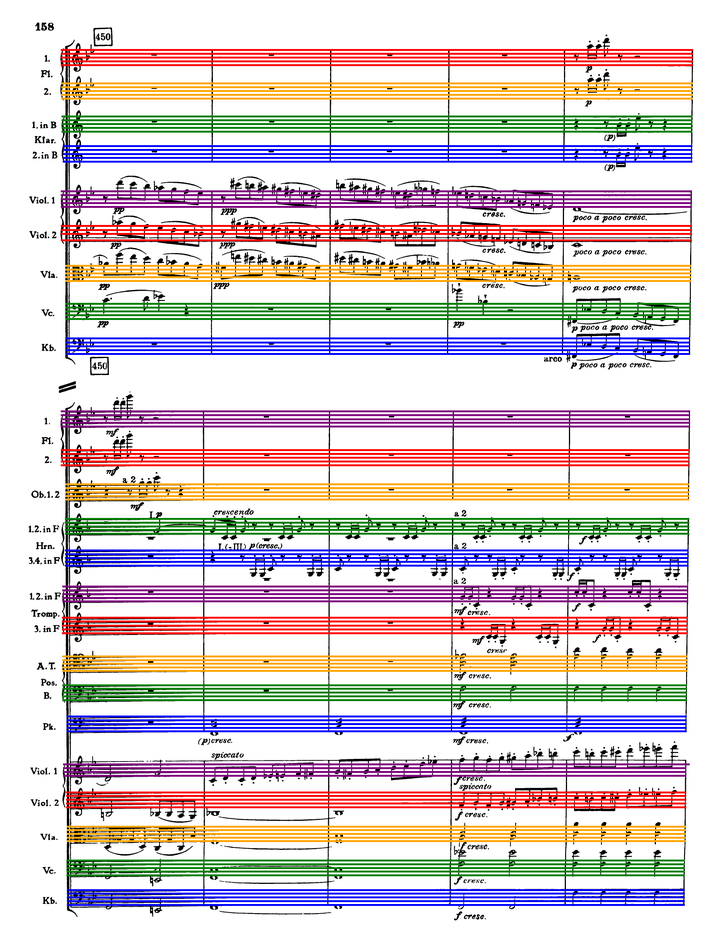 158
450
1.
Fl.
2.
p
p
1. in B
Klar.
2. in B
(p)
(p)
Viol. 1
pp ppp cresc. poco a poco cresc.
Viol. 2
pp ppp cresc. poco a poco cresc.
Vla.
pp ppp cresc. poco a poco cresc.
Vc.
pp pp p poco a poco cresc.
Kb.
arco p poco a poco cresc.
450
1.
Fl.
mf
2.
mf
a 2
Ob. 1. 2
mf
I. p crescendo a 2
1.2. in F
f
Hrn.
I. (-III) p (cresc.) a 2
3.4. in F
f
a 2
1.2. in F
mf cresc. f
Tromp.
3. in F
mf cresc f
A. T.
mf cresc.
Pos.
B.
mf cresc.
Pk.
(p) cresc. mf cresc. f
spiccato
Viol. 1
f cresc.
spiccato
Viol. 2
f cresc.
Vla.
f cresc.
Vc.
f cresc.
Kb.
f cresc.